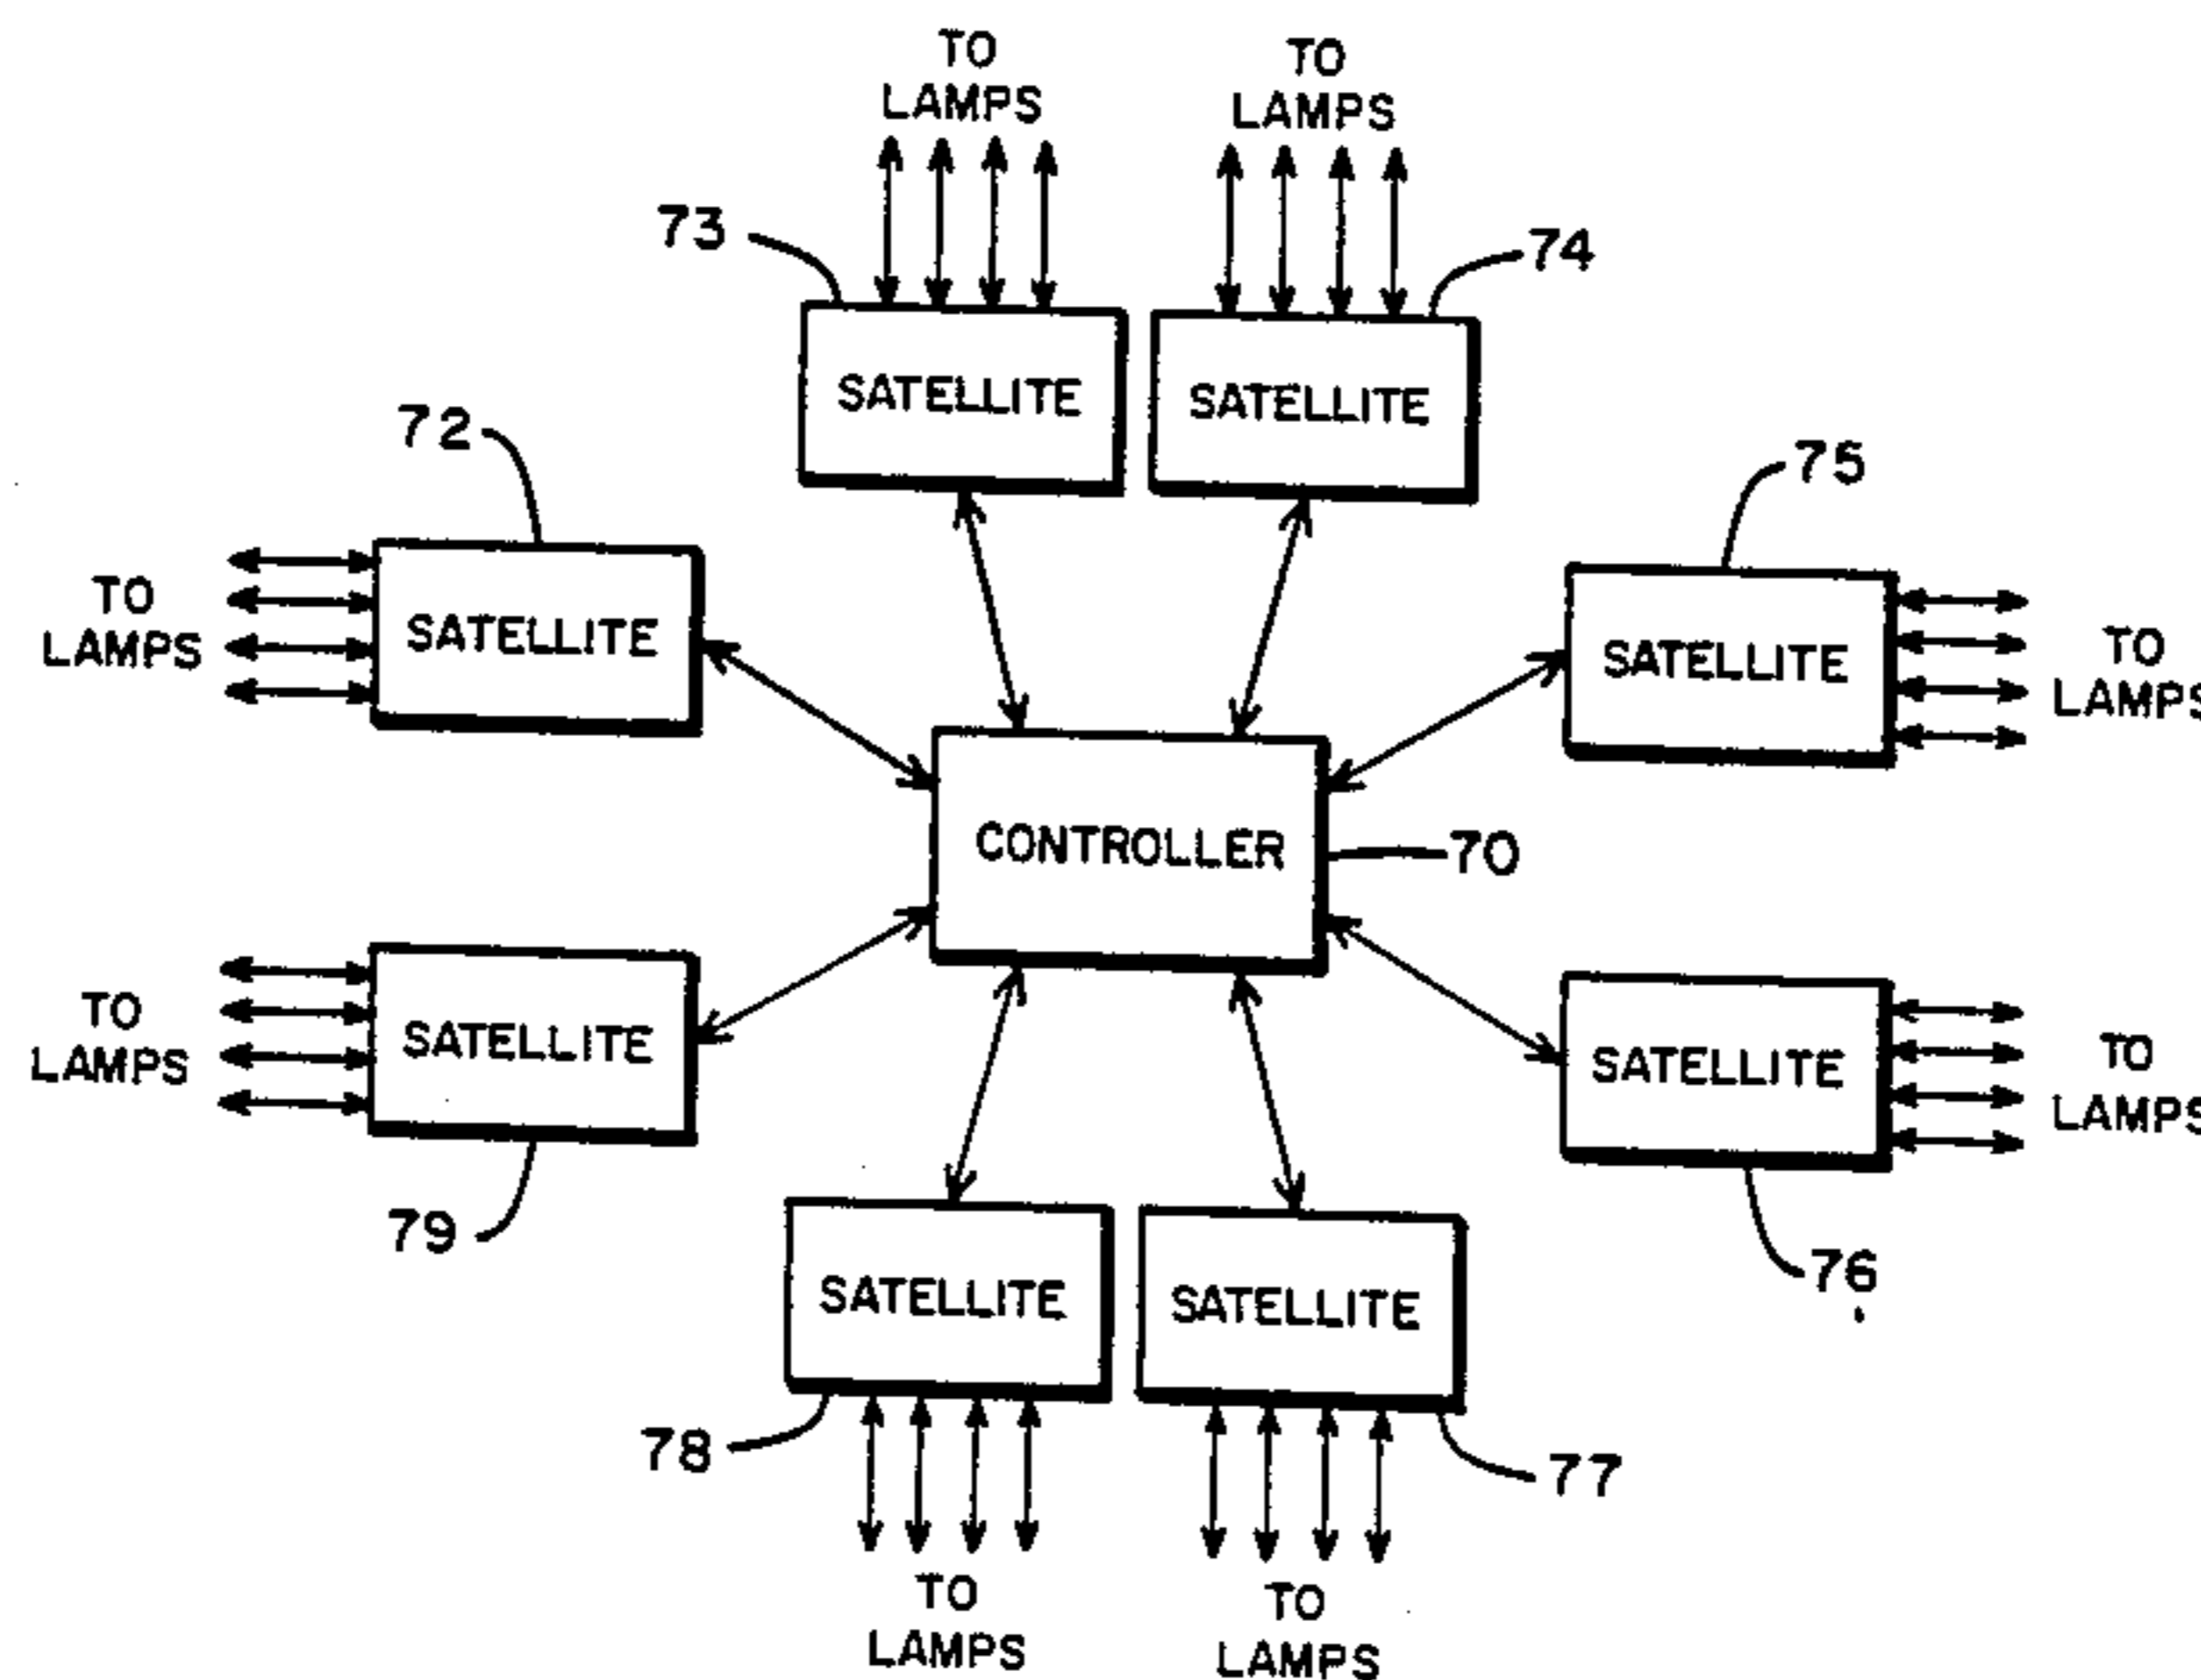 TO
LAMPS
TO
LAMPS
73
74
SATELLITE
SATELLITE
72
75
TO
LAMPS
SATELLITE
SATELLITE
TO
LAMPS
CONTROLLER
70
TO
LAMPS
SATELLITE
SATELLITE
TO
LAMPS
79
76
SATELLITE
SATELLITE
78
77
TO
LAMPS
TO
LAMPS